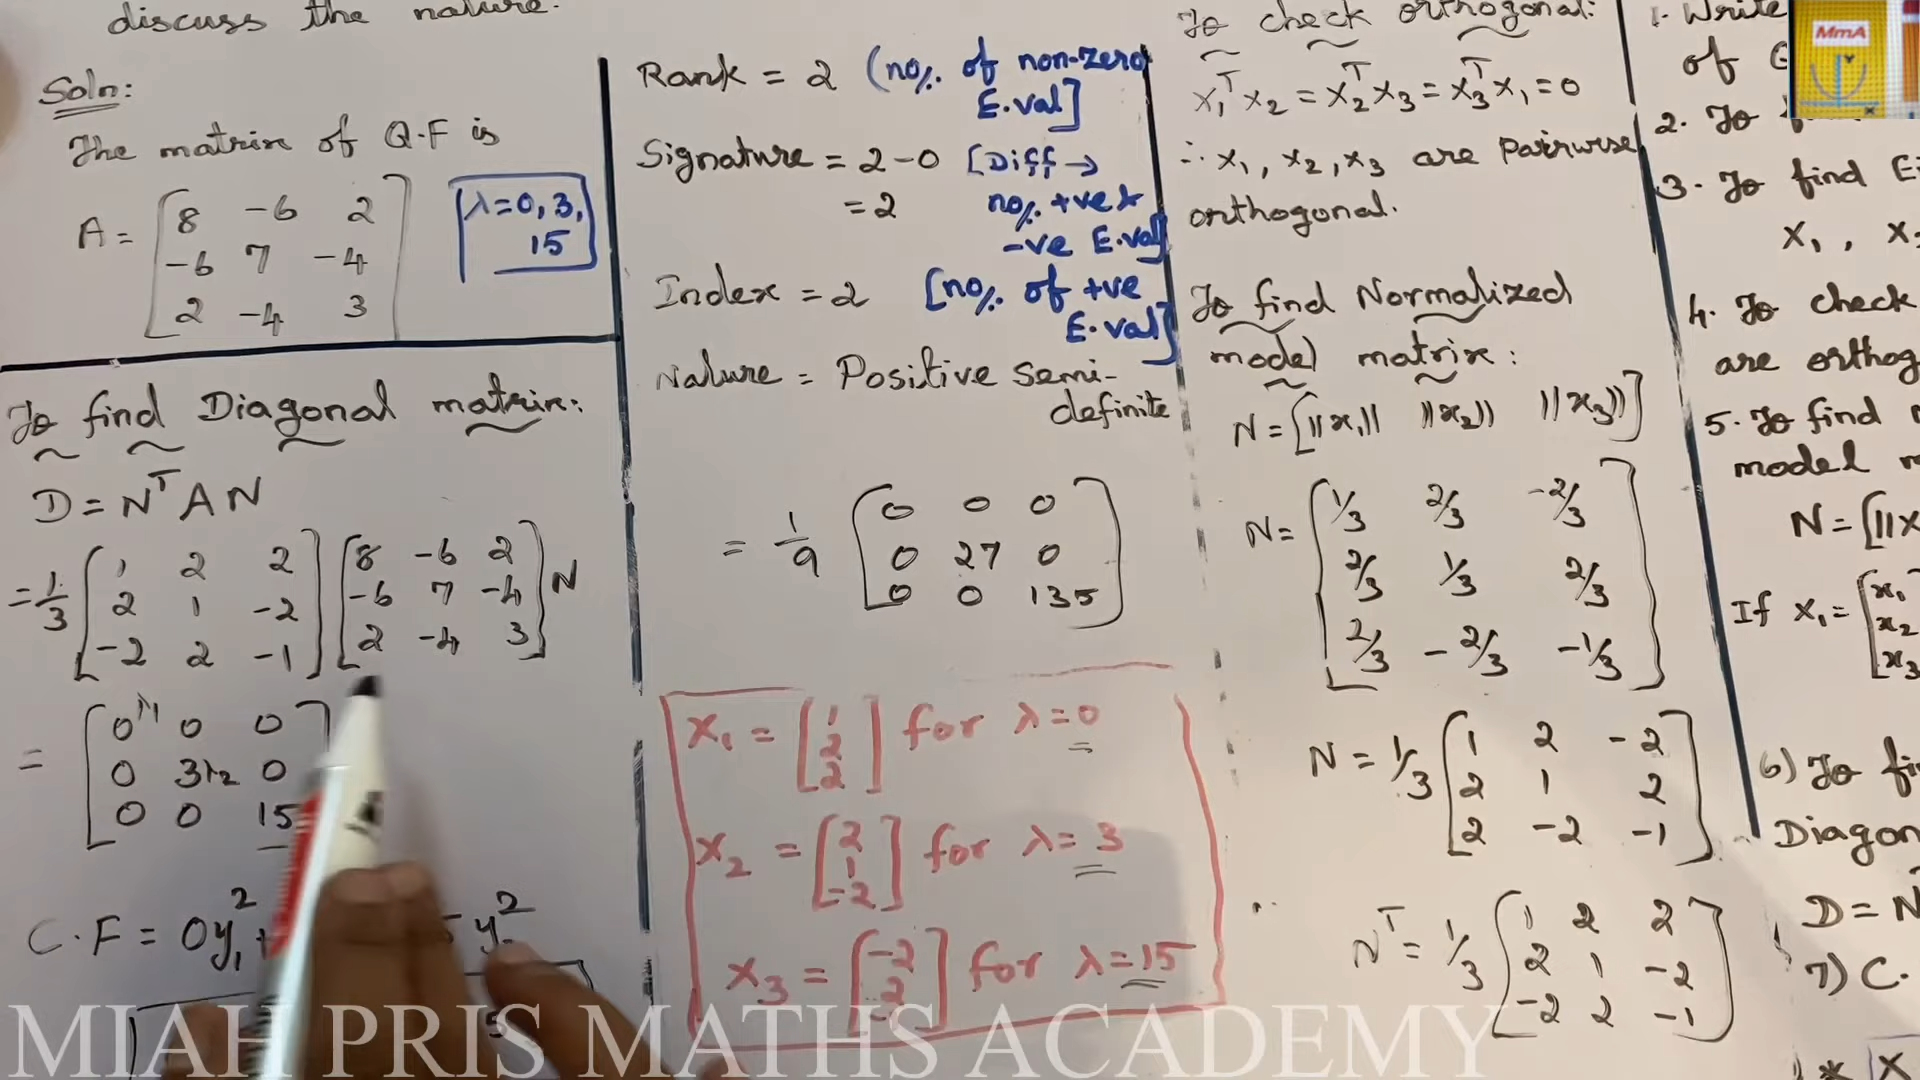 discuss the nature.
Soln:
The matrix of Q.F is
A = [8 -6 2
-6 7 -4
2 -4 3]
λ=0, 3,
15
To find Diagonal matrix:
D = N^T A N
= 1/3 [1 2 2
2 1 -2
-2 2 -1] [8 -6 2
-6 7 -4
2 -4 3] N
= [0 0 0
0 3 0
0 0 15
C.F = 0y₁² + y²
Rank = 2 (no/. of non-zero
E.val]
Signature = 2-0 [Diff →
= 2 no/. +ve &
-ve E.val]
Index = 2 [no/. of +ve
E.val]
Nature = Positive semi-
definite
= 1/9 [0 0 0
0 27 0
0 0 135]
X₁ = [1
2
2] for λ=0
X₂ = [2
1
-2] for λ=3
X₃ = [-2
2
] for λ=15
To check orthogonal:
X₁^T X₂ = X₂^T X₃ = X₃^T X₁ = 0
∴ X₁, X₂, X₃ are Pairwise
orthogonal.
To find Normalized
model matrix:
N = [||x₁|| ||x₂|| ||x₃||]
N = [1/3 2/3 -2/3
2/3 1/3 2/3
2/3 -2/3 -1/3]
N = 1/3 [1 2 -2
2 1 2
2 -2 -1]
N^T = 1/3 [1 2 2
2 1 -2
-2 2 -1]
1. Write
of
2. To
3. To find
X₁, X
4. To check
are orthog
5. To find
model m
N = [||X
If X₁ = [x₁
x₂
x₃
6) To fi
Diagon
D = N
7) C.
* X
MmA
MIAH PRIS MATHS ACADEMY